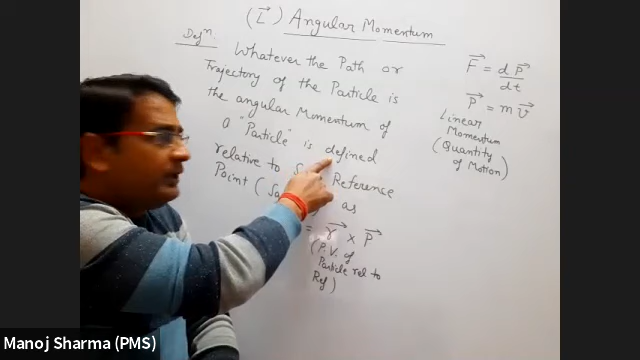 (L⃗) Angular Momentum
Defⁿ
Whatever the Path or
Trajectory of the Particle is
the angular Momentum of
a "Particle" is defined
relative to Reference
Point ( as
= r⃗ × P⃗
(P.V. of
Particle rel to
Ref)
F⃗ = dP⃗/dt
P⃗ = m v⃗
Linear
Momentum
(Quantity
of Motion)
Manoj Sharma (PMS)